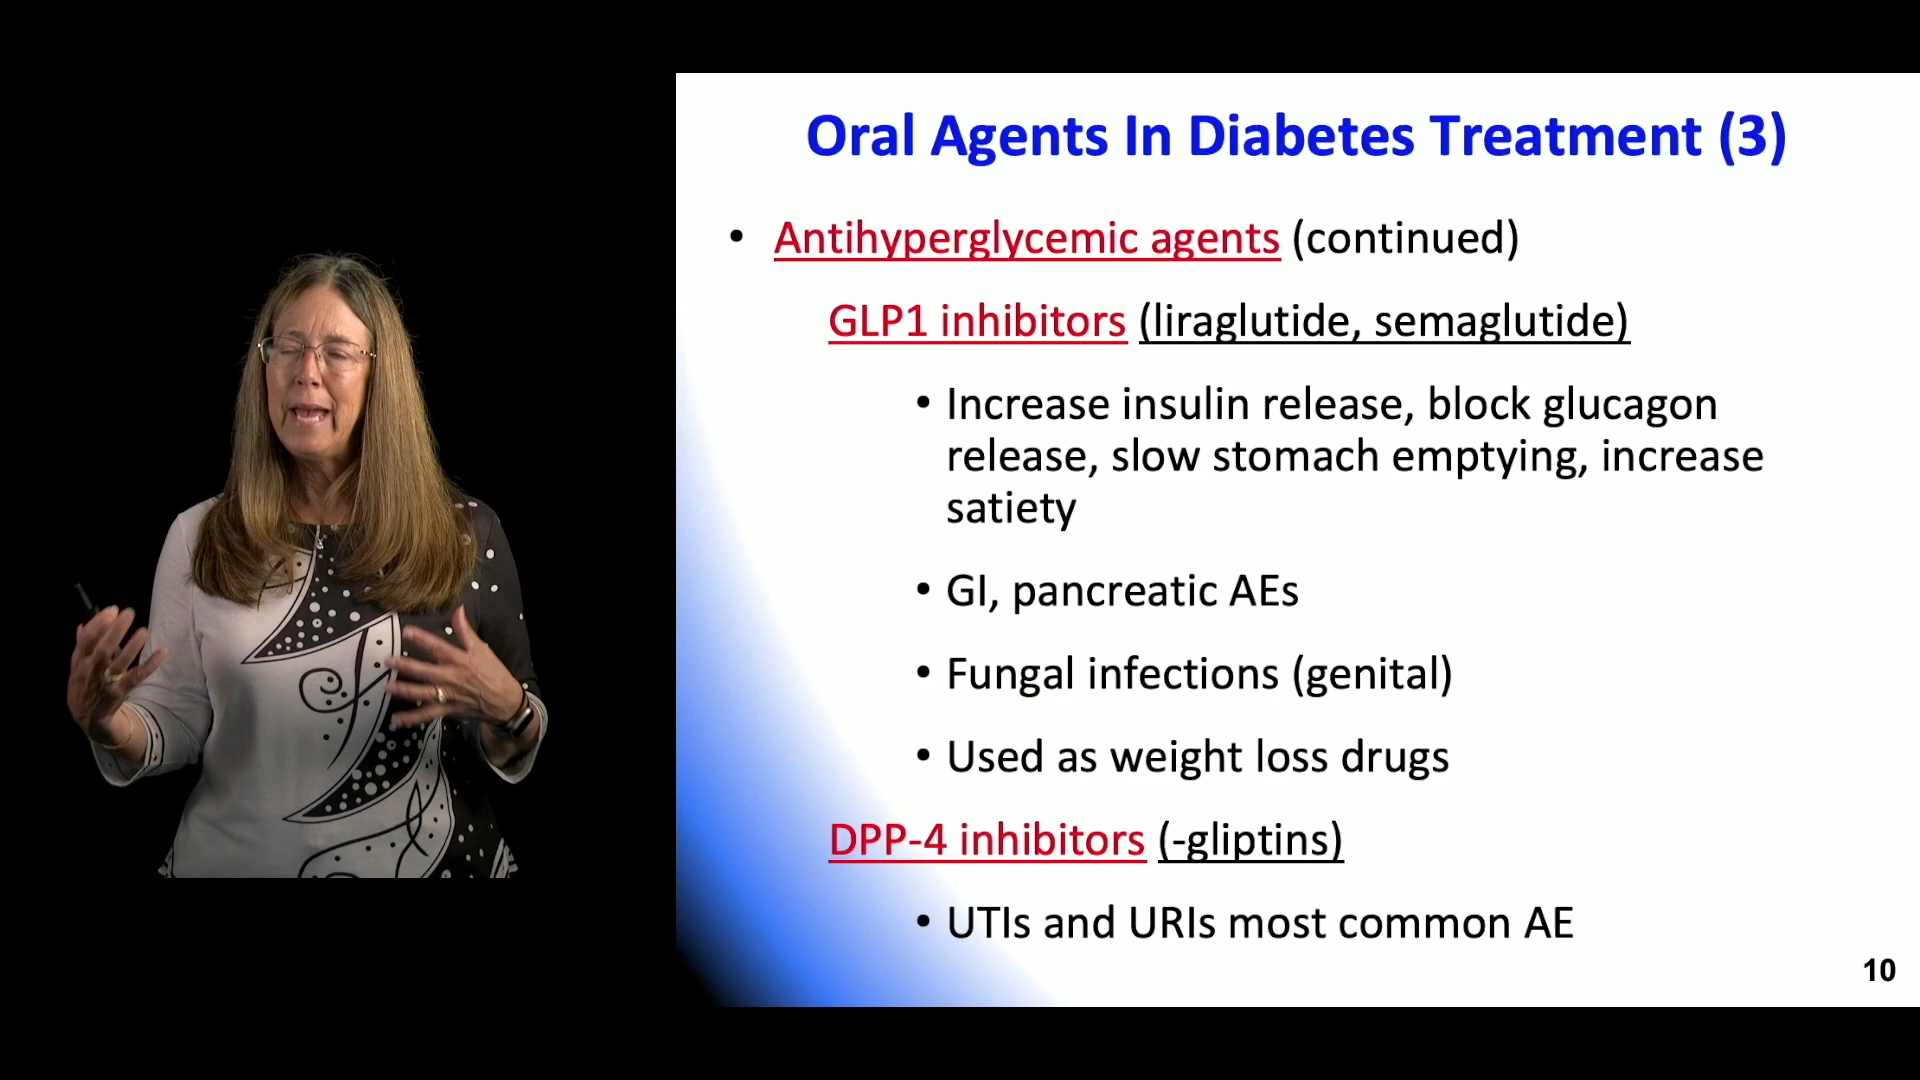 Oral Agents In Diabetes Treatment (3)
• Antihyperglycemic agents (continued)
GLP1 inhibitors (liraglutide, semaglutide)
• Increase insulin release, block glucagon
release, slow stomach emptying, increase
satiety
• GI, pancreatic AEs
• Fungal infections (genital)
• Used as weight loss drugs
DPP-4 inhibitors (-gliptins)
• UTIs and URIs most common AE
10